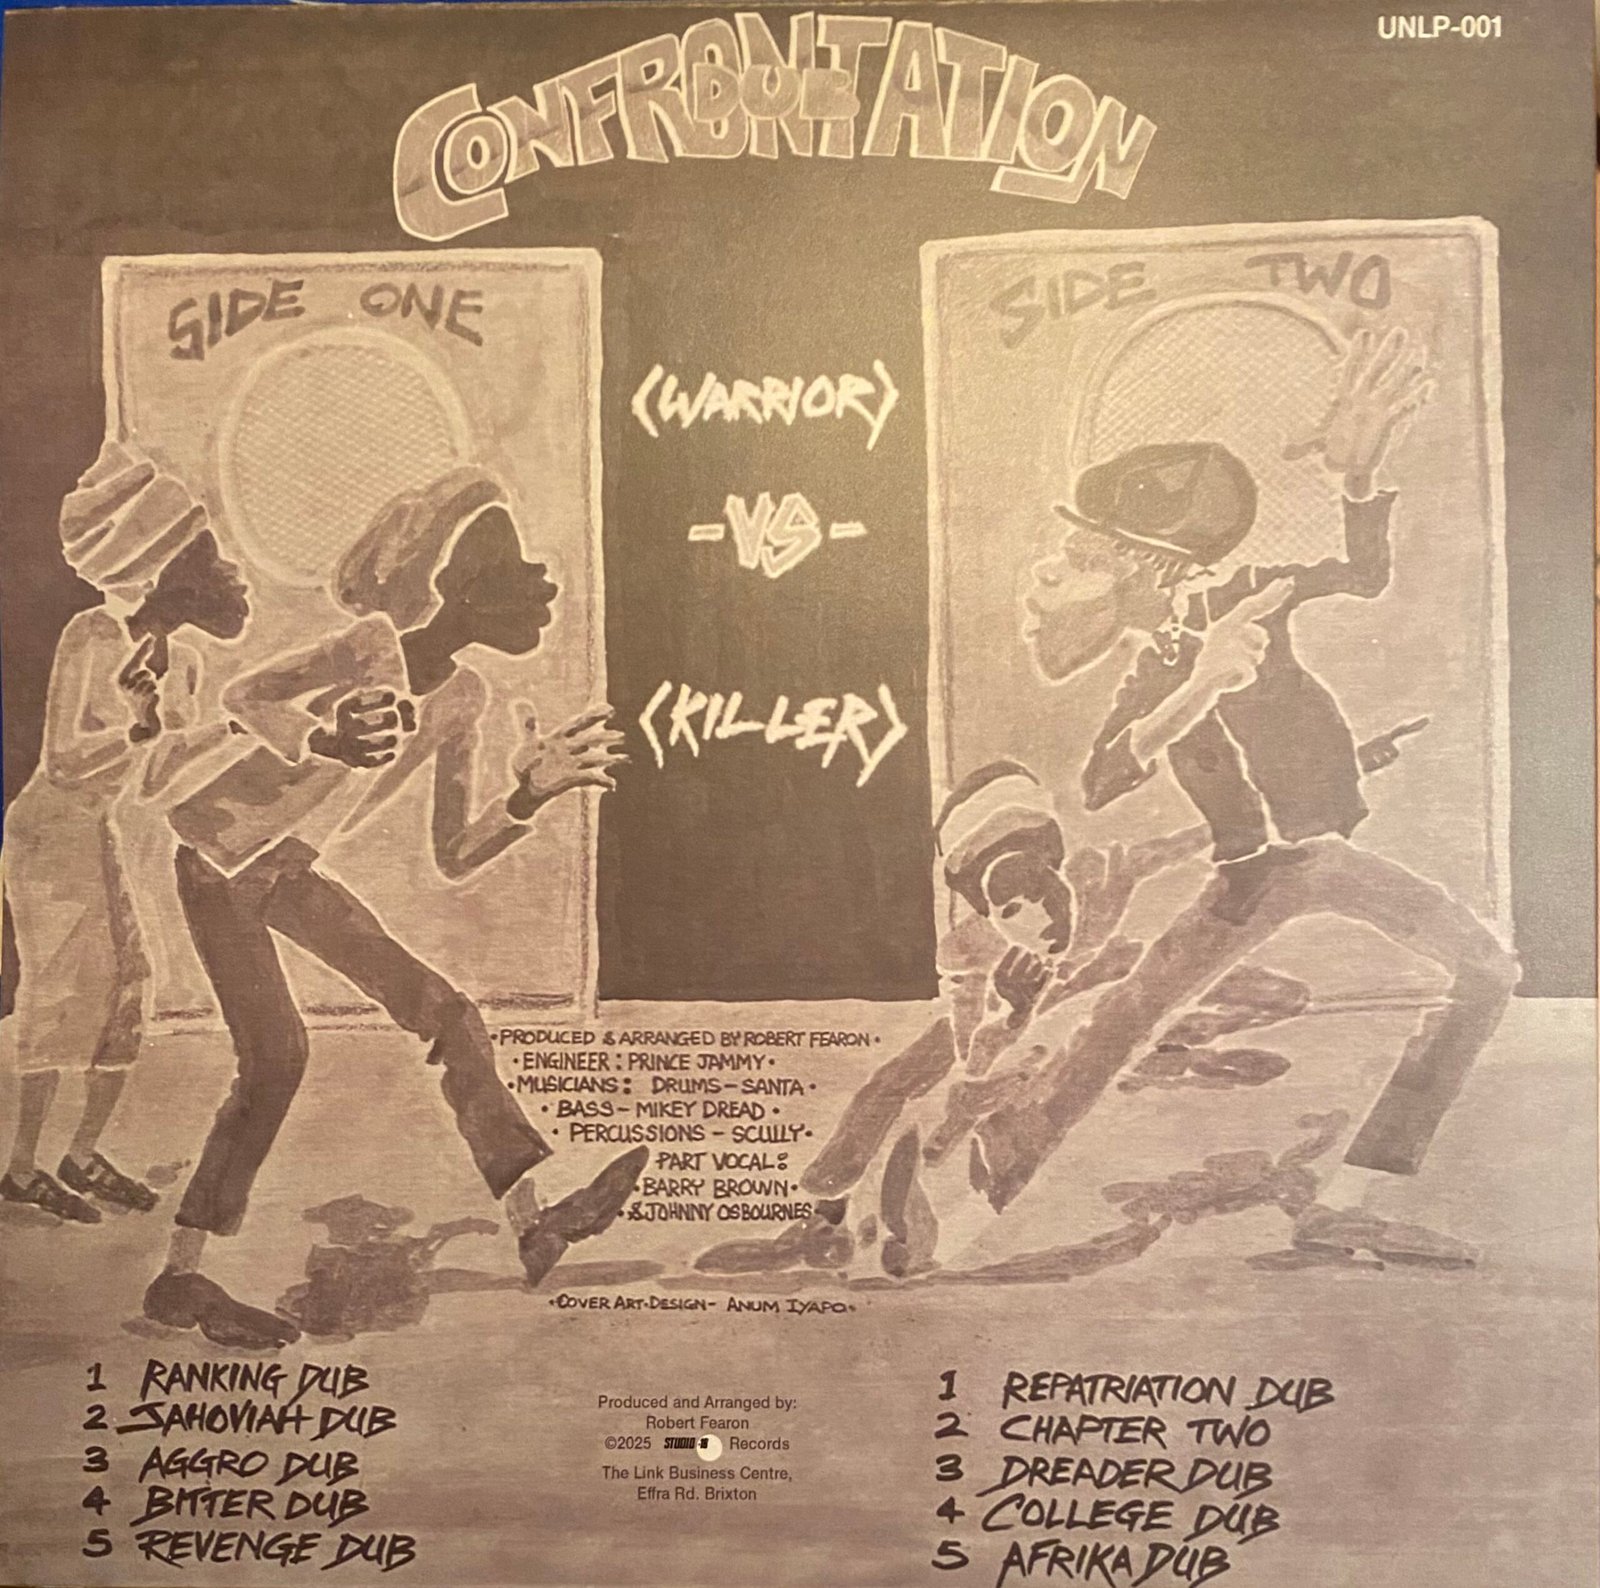 UNLP-001
CONFRONTATION
DUB
SIDE ONE
SIDE TWO
(WARRIOR)
-VS-
(KILLER)
•PRODUCED & ARRANGED BY ROBERT FEARON•
•ENGINEER: PRINCE JAMMY•
•MUSICIANS: DRUMS-SANTA•
•BASS-MIKEY DREAD•
•PERCUSSIONS-SCULLY•
PART VOCAL:
•BARRY BROWN•
•&JOHNNY OSBOURNES•
•COVER ART•DESIGN- ANUM IYAPO•
1 RANKING DUB
2 JAHOVIAH DUB
3 AGGRO DUB
4 BITTER DUB
5 REVENGE DUB
Produced and Arranged by:
Robert Fearon
©2025 STUDIO 16 Records
The Link Business Centre,
Effra Rd. Brixton
1 REPATRIATION DUB
2 CHAPTER TWO
3 DREADER DUB
4 COLLEGE DUB
5 AFRIKA DUB